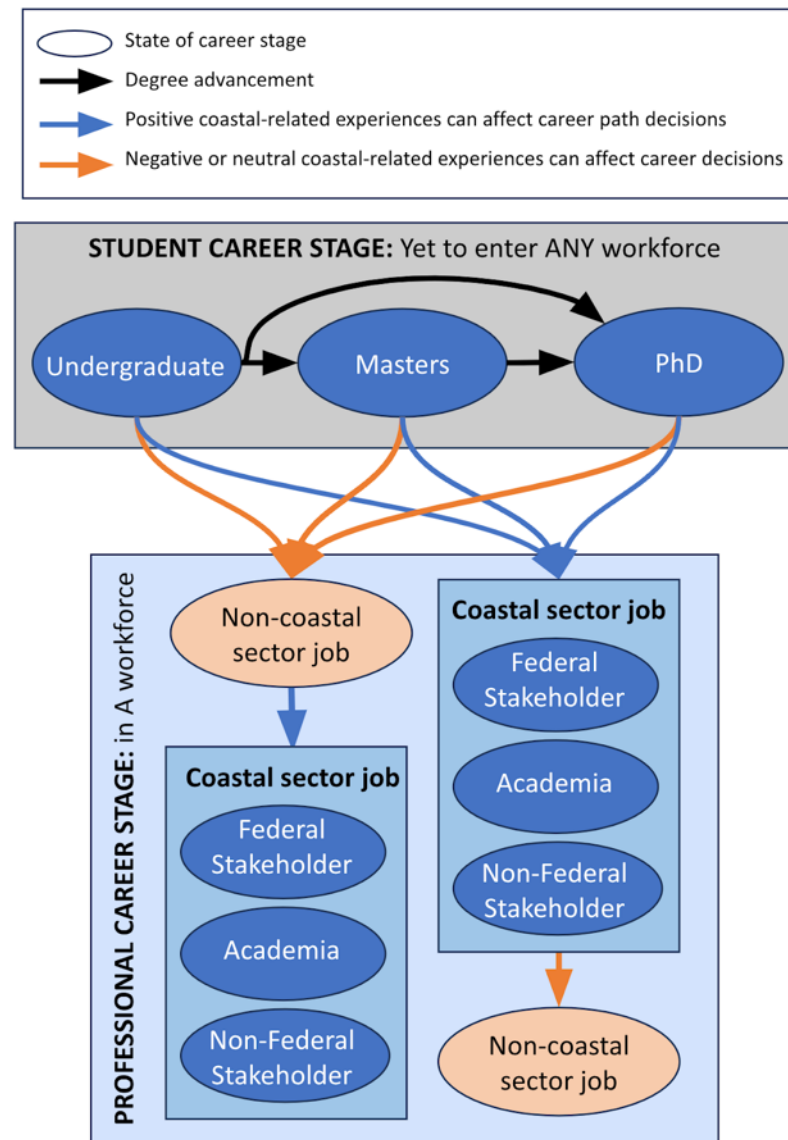 State of career stage
Degree advancement
Positive coastal-related experiences can affect career path decisions
Negative or neutral coastal-related experiences can affect career decisions
STUDENT CAREER STAGE: Yet to enter ANY workforce
Undergraduate
Masters
PhD
PROFESSIONAL CAREER STAGE: in A workforce
Non-coastal
sector job
Coastal sector job
Federal
Stakeholder
Academia
Non-Federal
Stakeholder
Coastal sector job
Federal
Stakeholder
Academia
Non-Federal
Stakeholder
Non-coastal
sector job